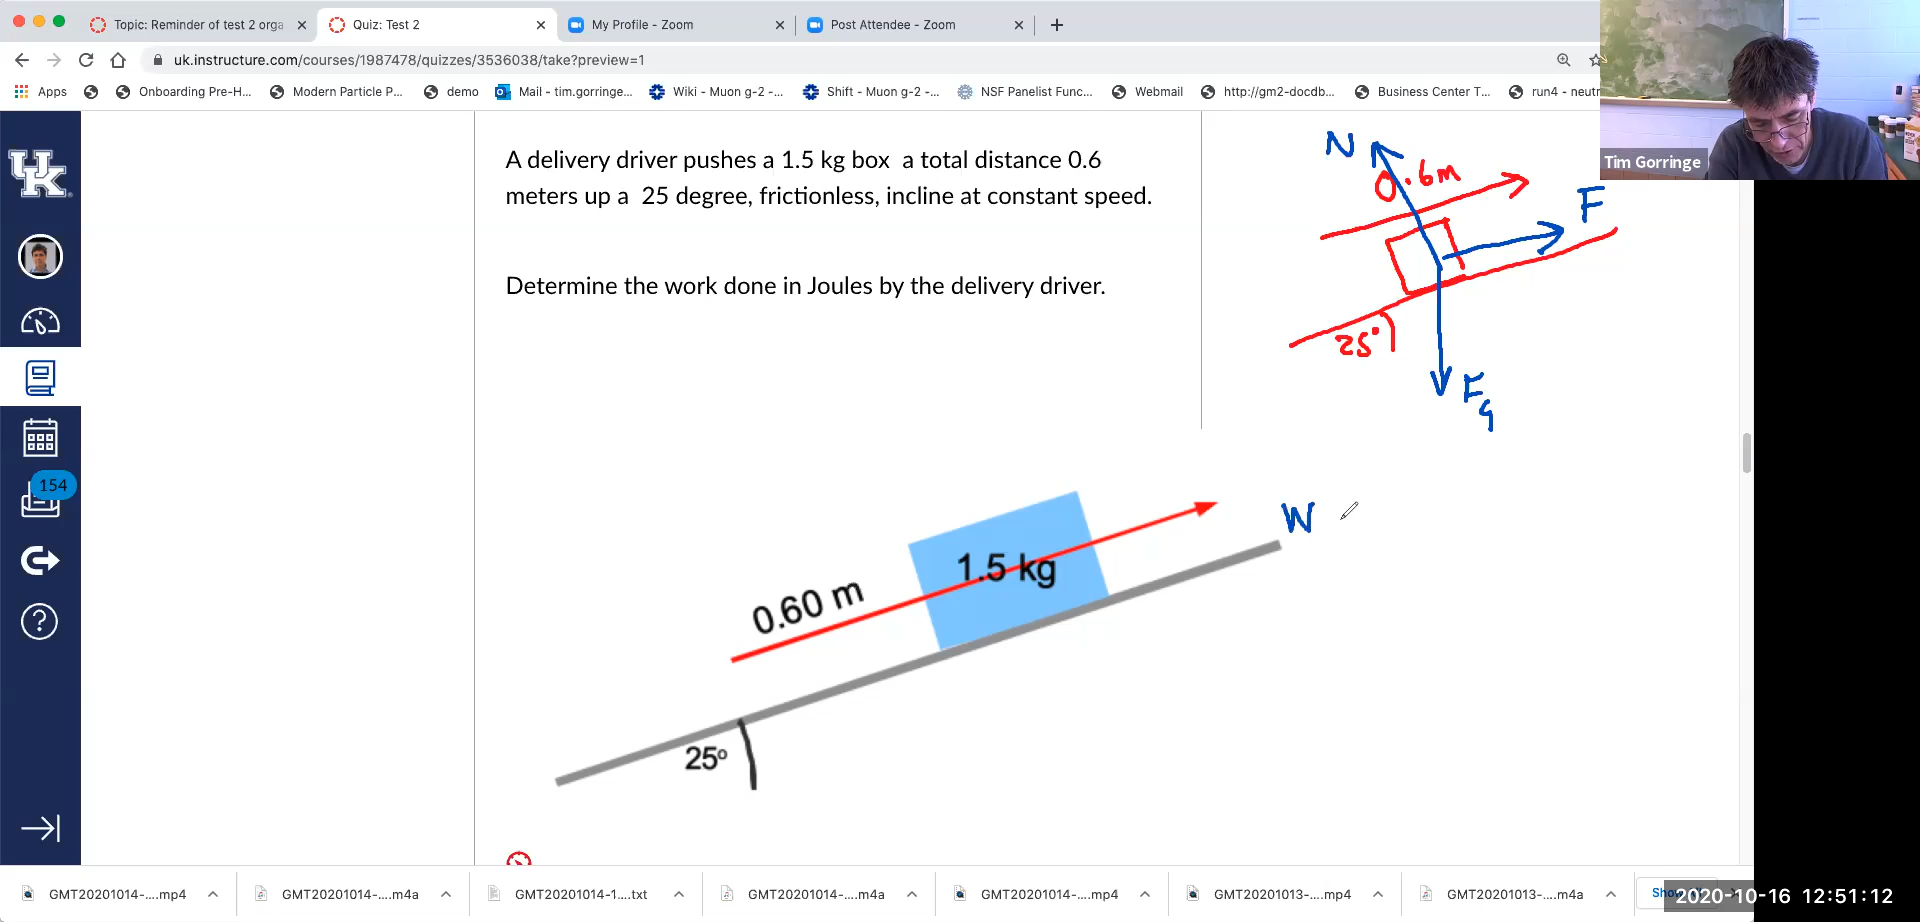 Topic: Reminder of test 2 orga
Quiz: Test 2
My Profile - Zoom
Post Attendee - Zoom
uk.instructure.com/courses/1987478/quizzes/3536038/take?preview=1
Apps
Onboarding Pre-H...
Modern Particle P...
demo
Mail - tim.gorringe...
Wiki - Muon g-2 -...
Shift - Muon g-2 -...
NSF Panelist Func...
Webmail
http://gm2-docdb...
Business Center T...
run4 - neutr
Tim Gorringe
UK
154
A delivery driver pushes a 1.5 kg box a total distance 0.6
meters up a 25 degree, frictionless, incline at constant speed.
Determine the work done in Joules by the delivery driver.
N
0.6m
F
25°
Fg
W
1.5 kg
0.60 m
25º
GMT20201014-....mp4
GMT20201014-....m4a
GMT20201014-1....txt
GMT20201014-....m4a
GMT20201014-....mp4
GMT20201013-....mp4
GMT20201013-....m4a
2020-10-16 12:51:12